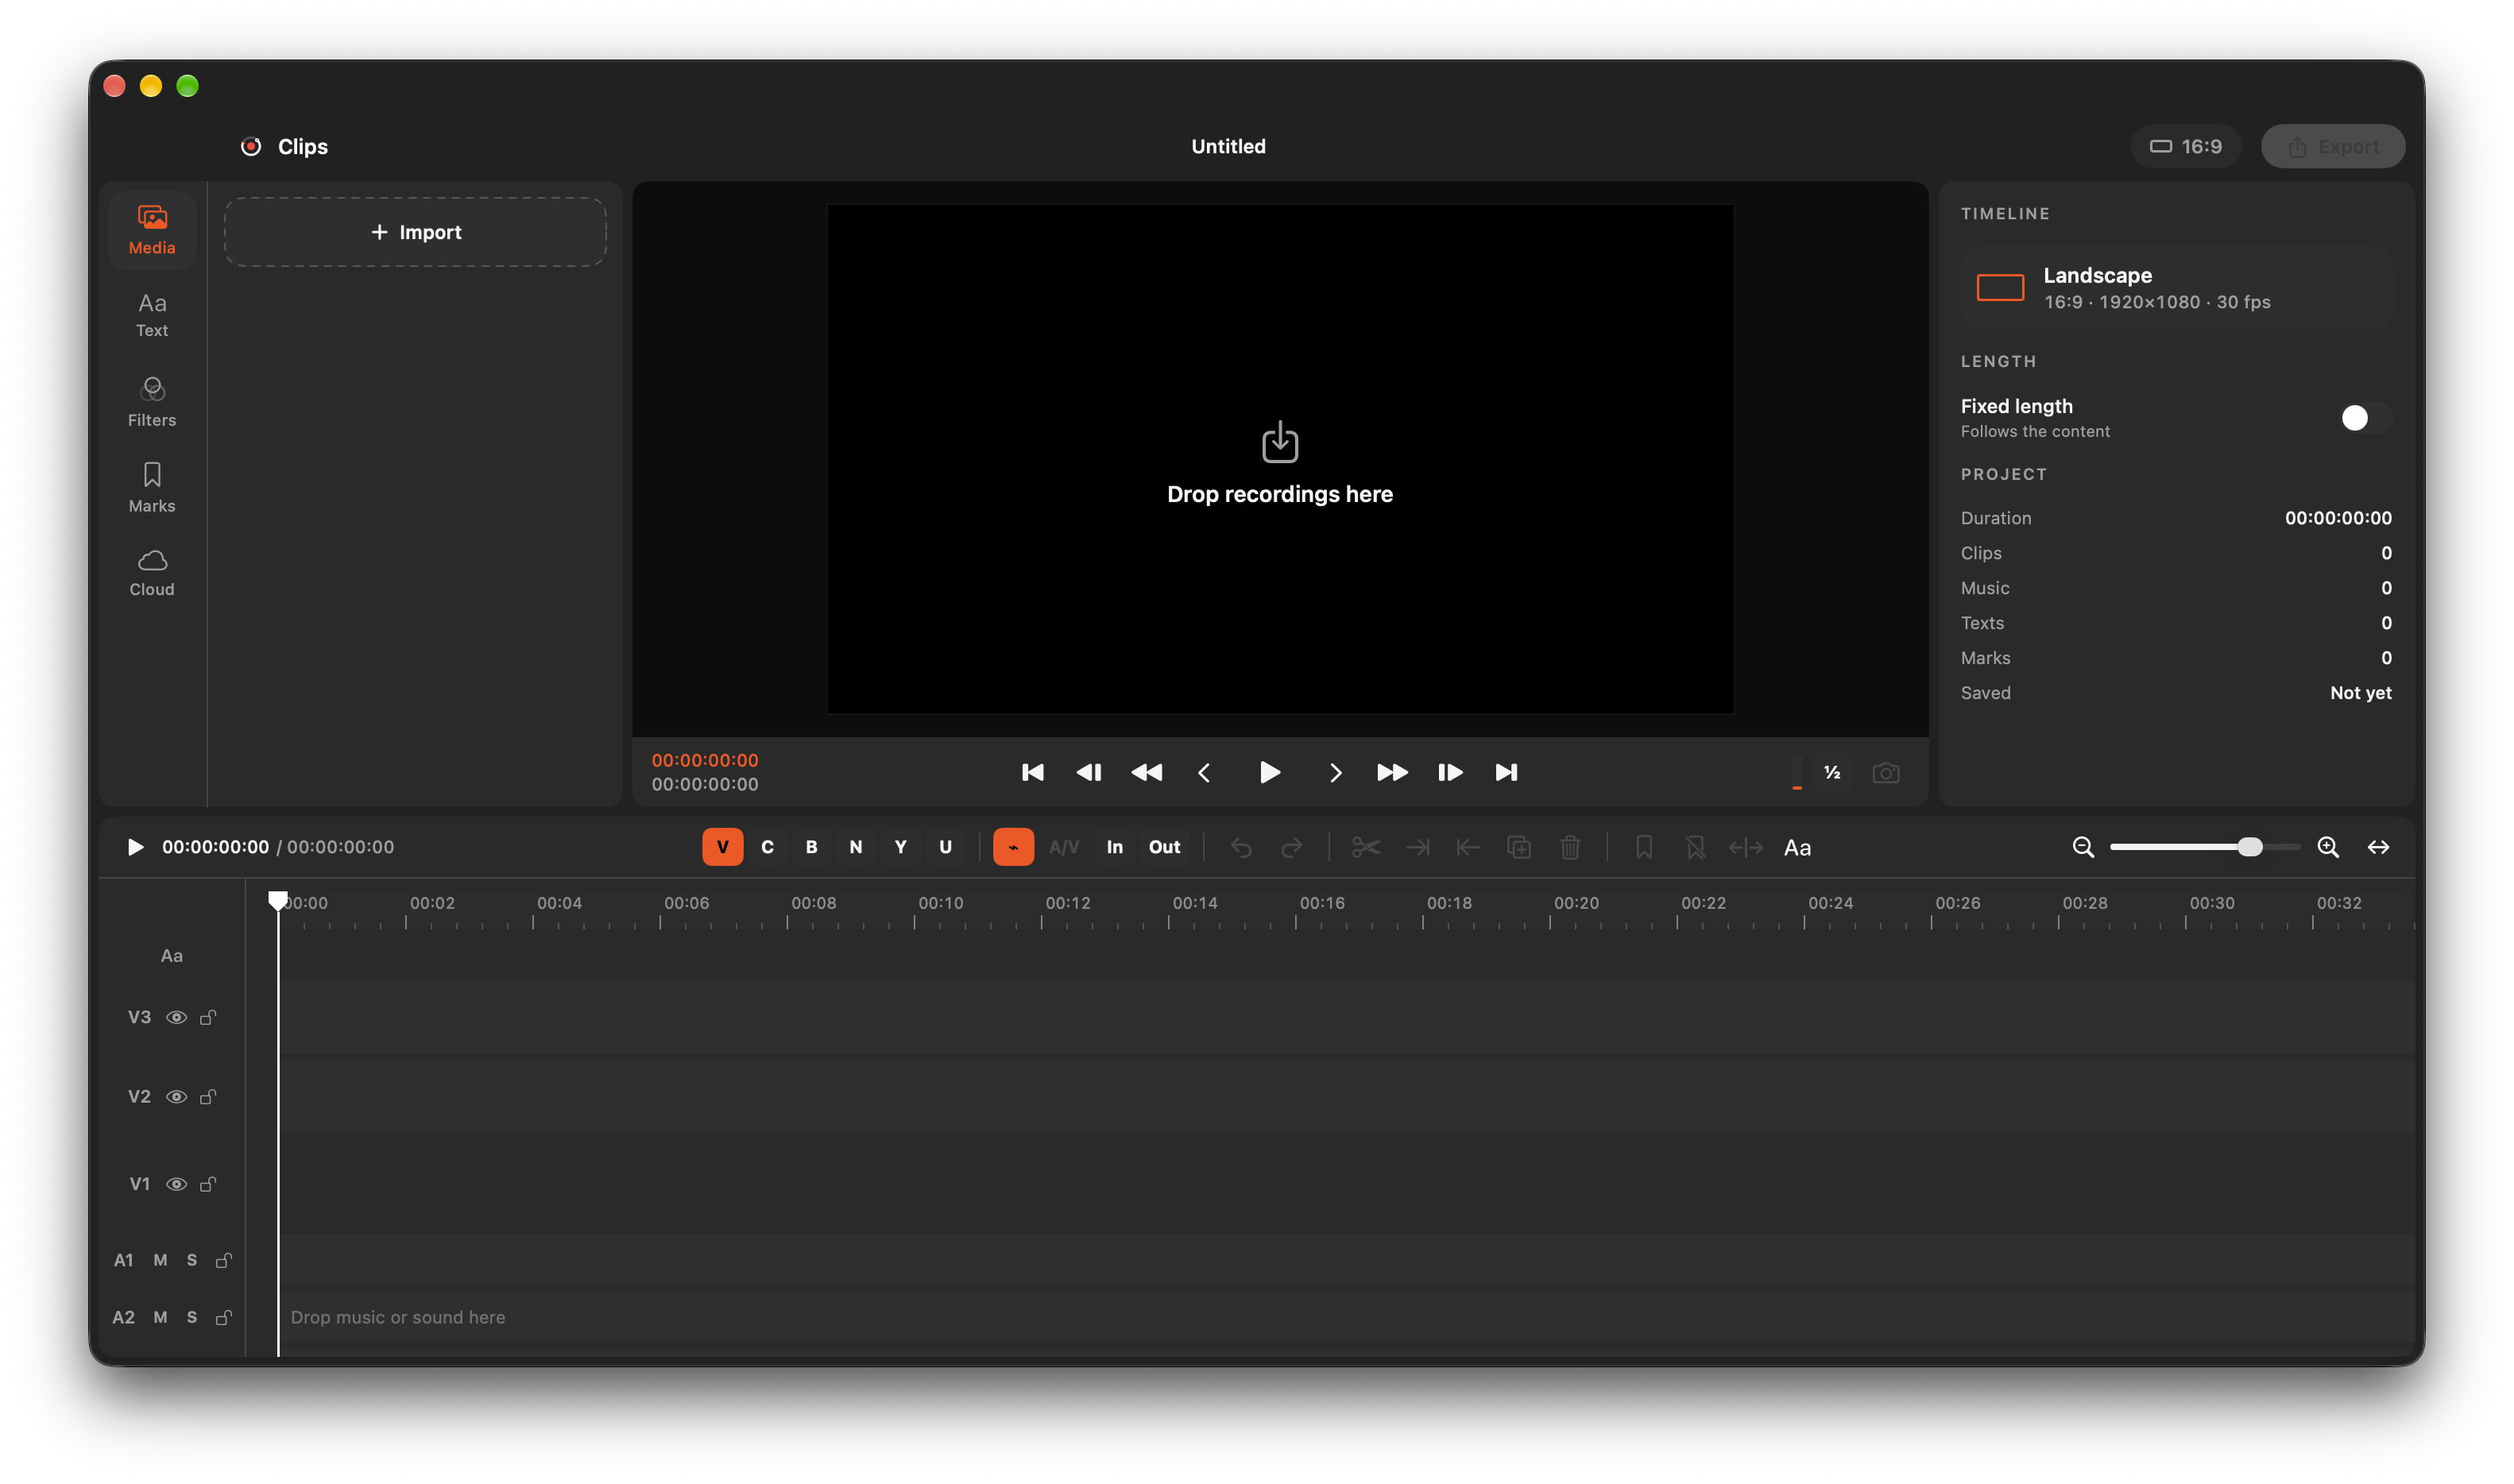 Clips
Untitled
16:9
Export
Media
Aa
Text
Filters
Marks
Cloud
Import
Drop recordings here
00:00:00:00
00:00:00:00
½
TIMELINE
Landscape
16:9 · 1920×1080 · 30 fps
LENGTH
Fixed length
Follows the content
PROJECT
Duration 00:00:00:00
Clips 0
Music 0
Texts 0
Marks 0
Saved Not yet
00:00:00:00 / 00:00:00:00 V C B N Y U A/V In Out Aa
00:00 00:02 00:04 00:06 00:08 00:10 00:12 00:14 00:16 00:18 00:20 00:22 00:24 00:26 00:28 00:30 00:32
Aa
V3
V2
V1
A1 M S
A2 M S Drop music or sound here